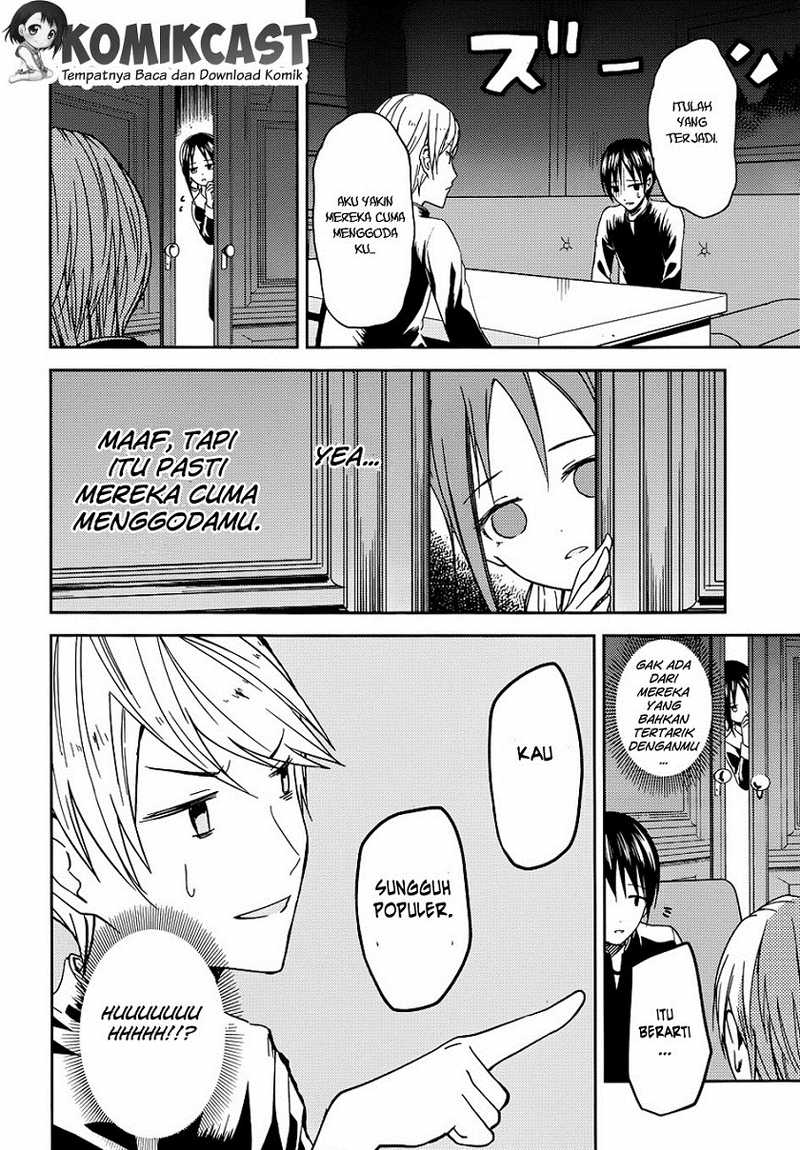 KOMIKCAST
Tempatnya Baca dan Download Komik
ズーン
ITULAH
YANG
TERJADI.
AKU YAKIN
MEREKA CUMA
MENGGODA
KU...
YEA...
MAAF, TAPI
ITU PASTI
MEREKA CUMA
MENGGODAMU.
GAK ADA
DARI
MEREKA
YANG
BAHKAN
TERTARIK
DENGANMU
...
ITU
BERARTI
...
KAU
SUNGGUH
POPULER.
HUUUUUUU
HHHHH!!?